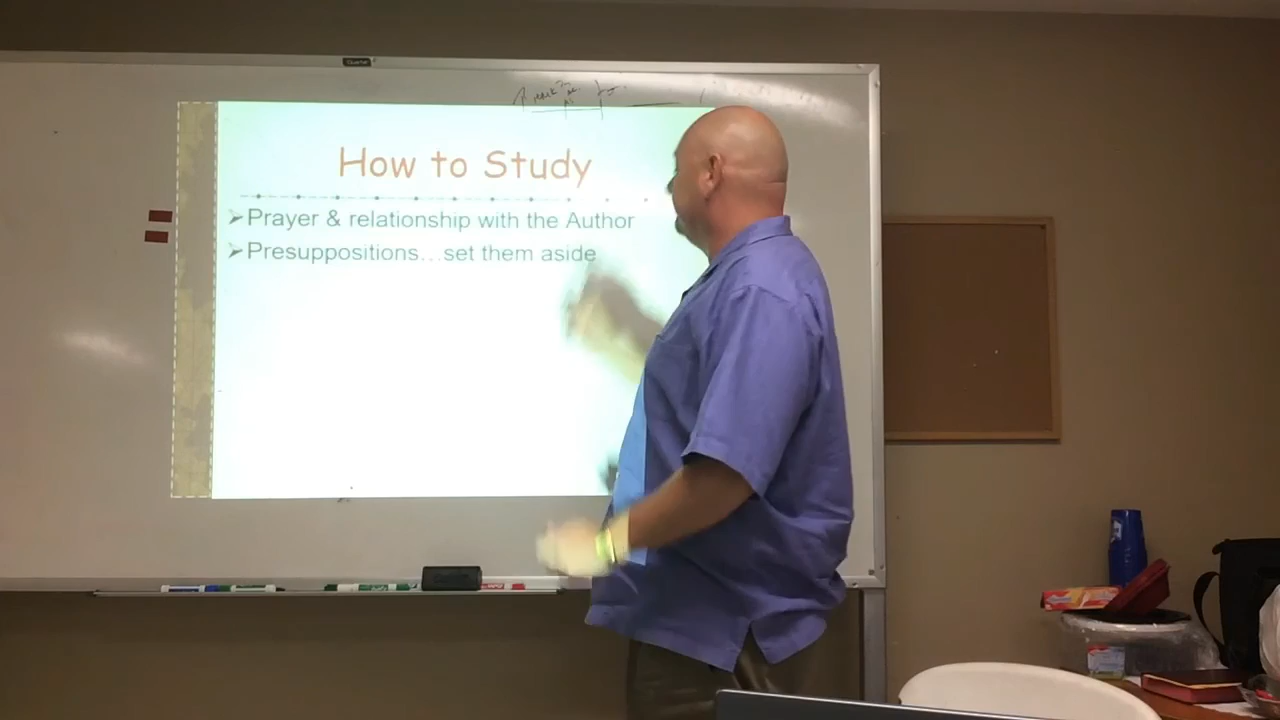 How to Study
➢Prayer & relationship with the Author
➢Presuppositions…set them aside